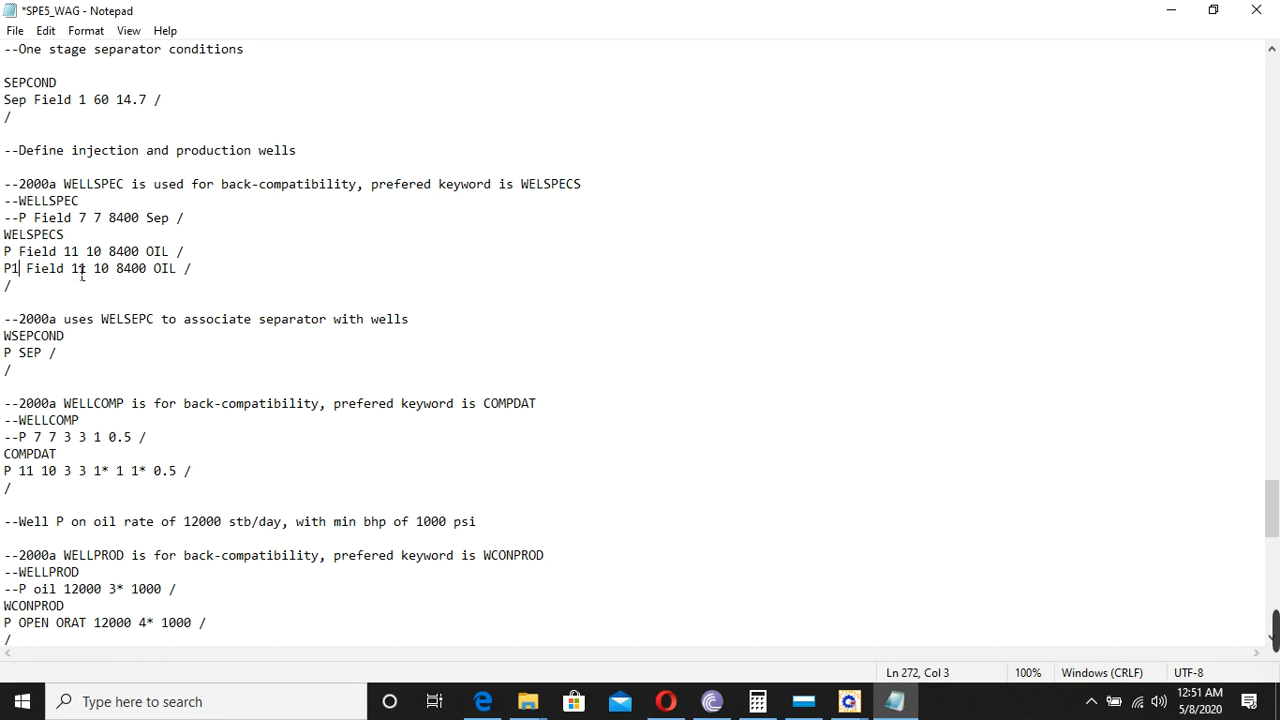 *SPE5_WAG - Notepad
File Edit Format View Help
--One stage separator conditions
SEPCOND
Sep Field 1 60 14.7 /
/
--Define injection and production wells
--2000a WELLSPEC is used for back-compatibility, prefered keyword is WELSPECS
--WELLSPEC
--P Field 7 7 8400 Sep /
WELSPECS
P Field 11 10 8400 OIL /
P1 Field 11 10 8400 OIL /
/
--2000a uses WELSEPC to associate separator with wells
WSEPCOND
P SEP /
/
--2000a WELLCOMP is for back-compatibility, prefered keyword is COMPDAT
--WELLCOMP
--P 7 7 3 3 1 0.5 /
COMPDAT
P 11 10 3 3 1* 1 1* 0.5 /
/
--Well P on oil rate of 12000 stb/day, with min bhp of 1000 psi
--2000a WELLPROD is for back-compatibility, prefered keyword is WCONPROD
--WELLPROD
--P oil 12000 3* 1000 /
WCONPROD
P OPEN ORAT 12000 4* 1000 /
/
Ln 272, Col 3 100% Windows (CRLF) UTF-8
Type here to search
12:51 AM
5/8/2020